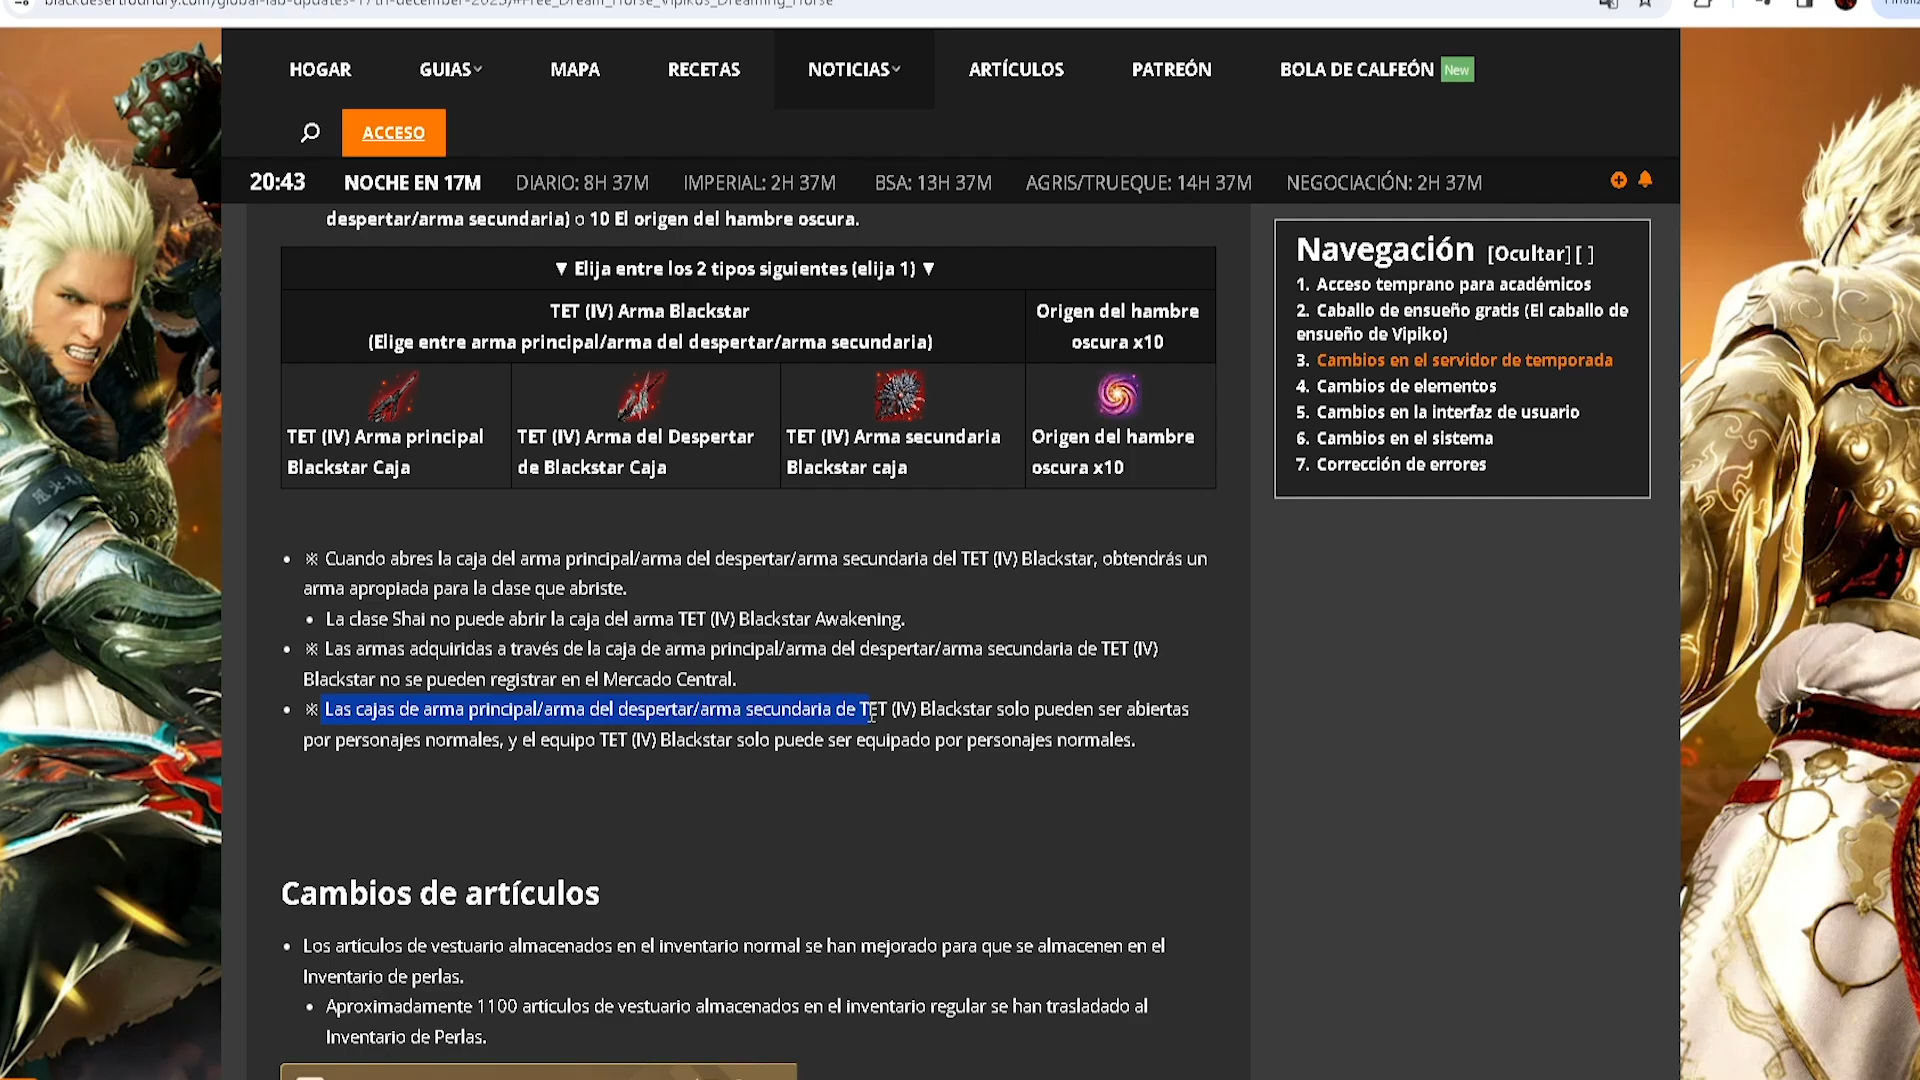 HOGAR
GUIAS
MAPA
RECETAS
NOTICIAS
ARTÍCULOS
PATREÓN
BOLA DE CALFEÓN New
ACCESO
20:43 NOCHE EN 17M DIARIO: 8H 37M IMPERIAL: 2H 37M BSA: 13H 37M AGRIS/TRUEQUE: 14H 37M NEGOCIACIÓN: 2H 37M
despertar/arma secundaria) o 10 El origen del hambre oscura.
▼ Elija entre los 2 tipos siguientes (elija 1) ▼
TET (IV) Arma Blackstar
(Elige entre arma principal/arma del despertar/arma secundaria)
Origen del hambre
oscura x10
TET (IV) Arma principal
Blackstar Caja
TET (IV) Arma del Despertar
de Blackstar Caja
TET (IV) Arma secundaria
Blackstar caja
Origen del hambre
oscura x10
• ※ Cuando abres la caja del arma principal/arma del despertar/arma secundaria del TET (IV) Blackstar, obtendrás un
arma apropiada para la clase que abriste.
• La clase Shai no puede abrir la caja del arma TET (IV) Blackstar Awakening.
• ※ Las armas adquiridas a través de la caja de arma principal/arma del despertar/arma secundaria de TET (IV)
Blackstar no se pueden registrar en el Mercado Central.
• ※ Las cajas de arma principal/arma del despertar/arma secundaria de TET (IV) Blackstar solo pueden ser abiertas
por personajes normales, y el equipo TET (IV) Blackstar solo puede ser equipado por personajes normales.
Cambios de artículos
• Los artículos de vestuario almacenados en el inventario normal se han mejorado para que se almacenen en el
Inventario de perlas.
• Aproximadamente 1100 artículos de vestuario almacenados en el inventario regular se han trasladado al
Inventario de Perlas.
Navegación [Ocultar] [ ]
1. Acceso temprano para académicos
2. Caballo de ensueño gratis (El caballo de
ensueño de Vipiko)
3. Cambios en el servidor de temporada
4. Cambios de elementos
5. Cambios en la interfaz de usuario
6. Cambios en el sistema
7. Corrección de errores